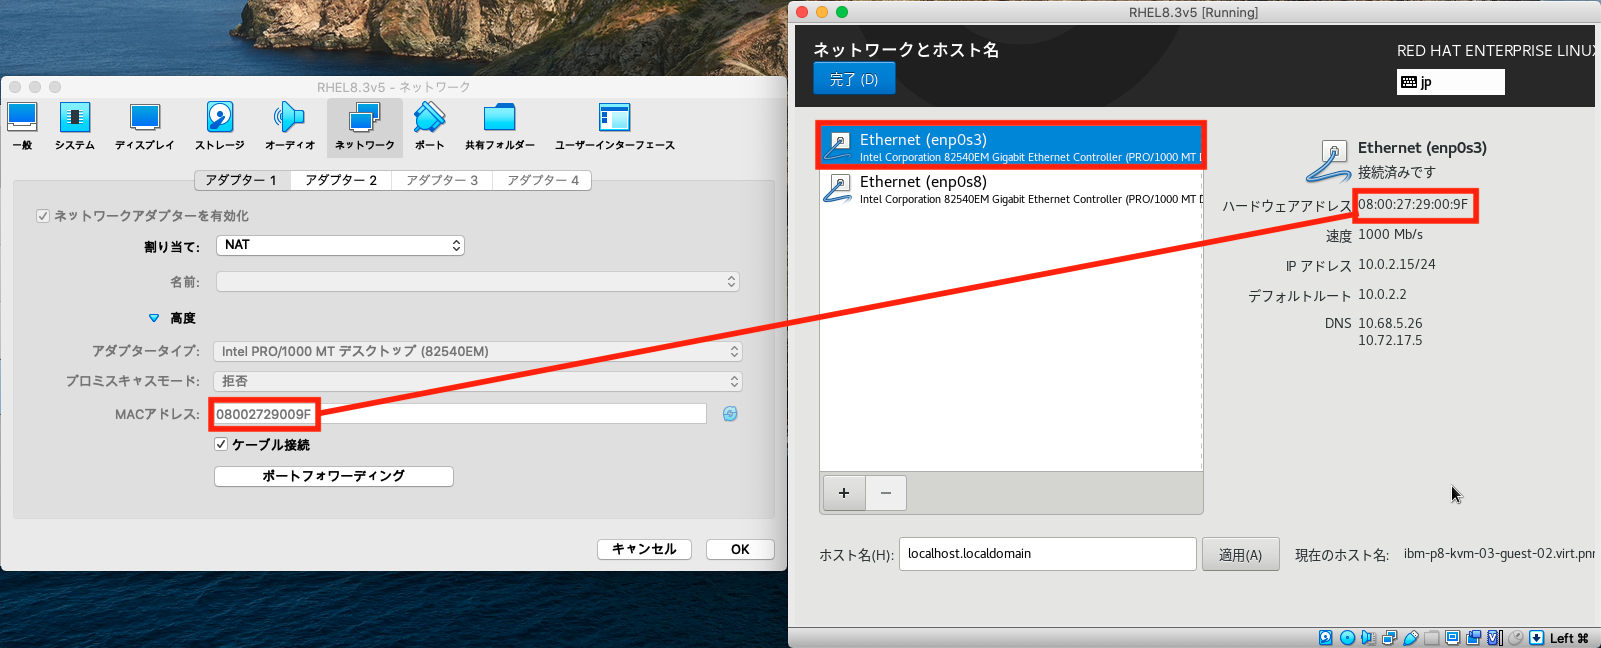 RHEL8.3v5 - ネットワーク
一般
システム
ディスプレイ
ストレージ
オーディオ
ネットワーク
ポート
共有フォルダー
ユーザーインターフェース
アダプター 1
アダプター 2
アダプター 3
アダプター 4
ネットワークアダプターを有効化
割り当て: NAT
名前:
高度
アダプタータイプ: Intel PRO/1000 MT デスクトップ (82540EM)
プロミスキャスモード: 拒否
MACアドレス: 08002729009F
ケーブル接続
ポートフォワーディング
キャンセル
OK
RHEL8.3v5 [Running]
ネットワークとホスト名
RED HAT ENTERPRISE LINUX
完了 (D)
jp
Ethernet (enp0s3)
Intel Corporation 82540EM Gigabit Ethernet Controller (PRO/1000 MT D
Ethernet (enp0s8)
Intel Corporation 82540EM Gigabit Ethernet Controller (PRO/1000 MT D
Ethernet (enp0s3)
接続済みです
ハードウェアアドレス 08:00:27:29:00:9F
速度 1000 Mb/s
IP アドレス 10.0.2.15/24
デフォルトルート 10.0.2.2
DNS 10.68.5.26
10.72.17.5
+
−
ホスト名(H): localhost.localdomain
適用(A)
現在のホスト名: ibm-p8-kvm-03-guest-02.virt.pnr
Left ⌘